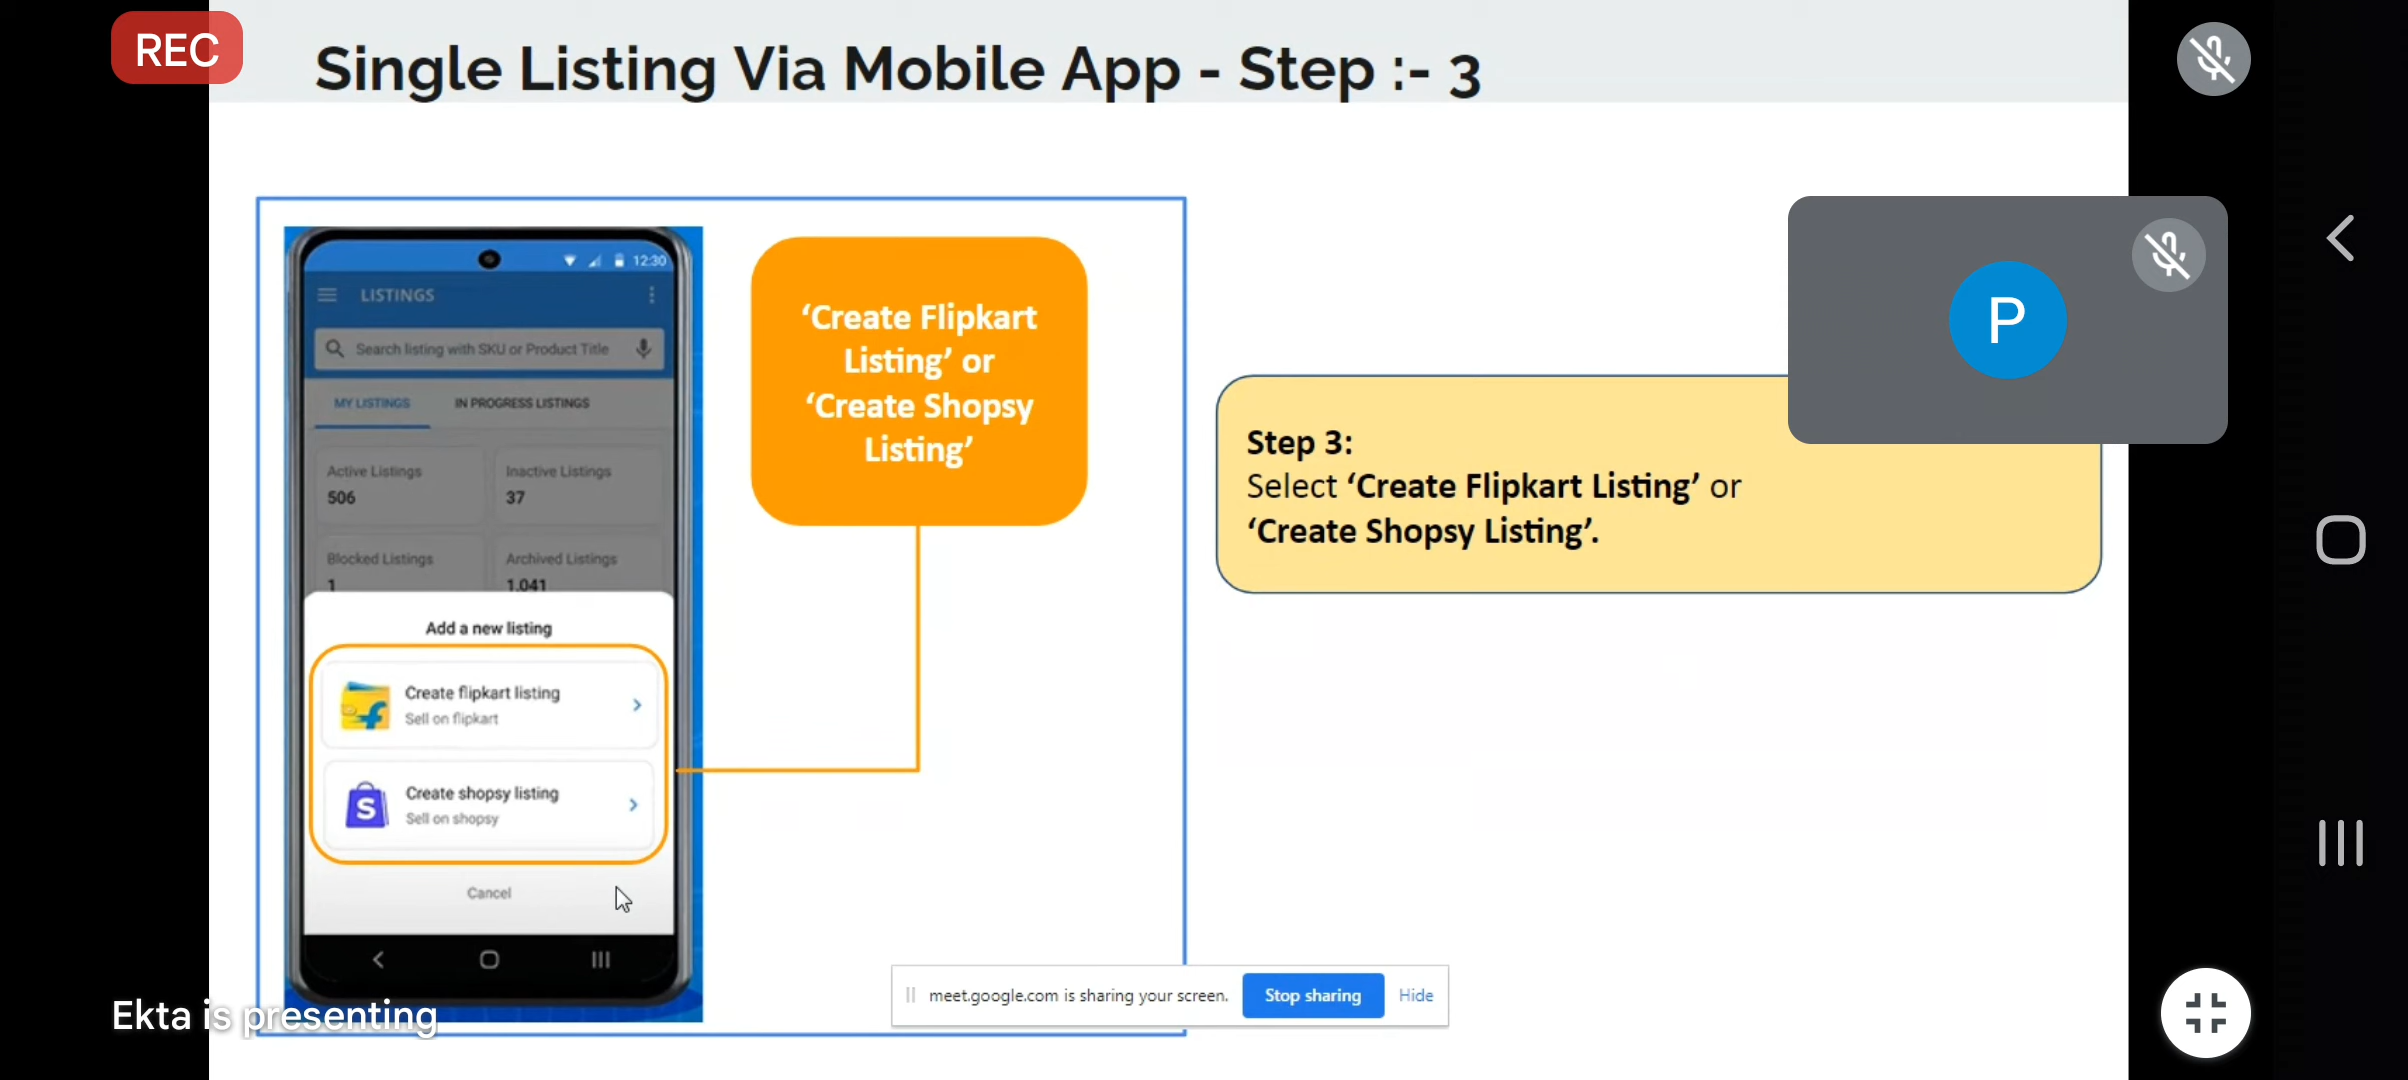 REC
Single Listing Via Mobile App - Step :- 3
12:30
LISTINGS
Search listing with SKU or Product Title
MY LISTINGS
IN PROGRESS LISTINGS
Active Listings
506
Inactive Listings
37
Blocked Listings
1
Archived Listings
1,041
Add a new listing
Create flipkart listing
Sell on flipkart
S
Create shopsy listing
Sell on shopsy
Cancel
‘Create Flipkart
Listing’ or
‘Create Shopsy
Listing’
P
Step 3:
Select ‘Create Flipkart Listing’ or
‘Create Shopsy Listing’.
meet.google.com is sharing your screen.
Stop sharing
Hide
Ekta is presenting